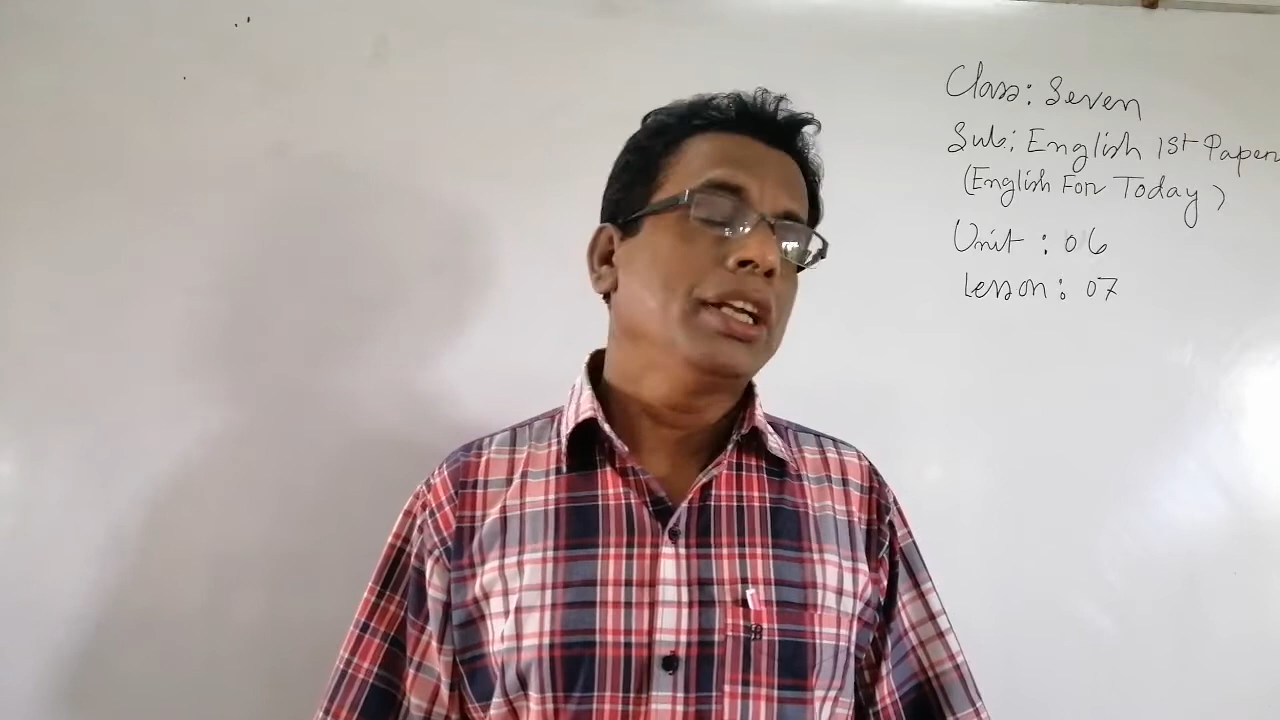 Class: Seven
Sub: English 1st Paper
(English For Today)
Unit : 06
Lesson : 07